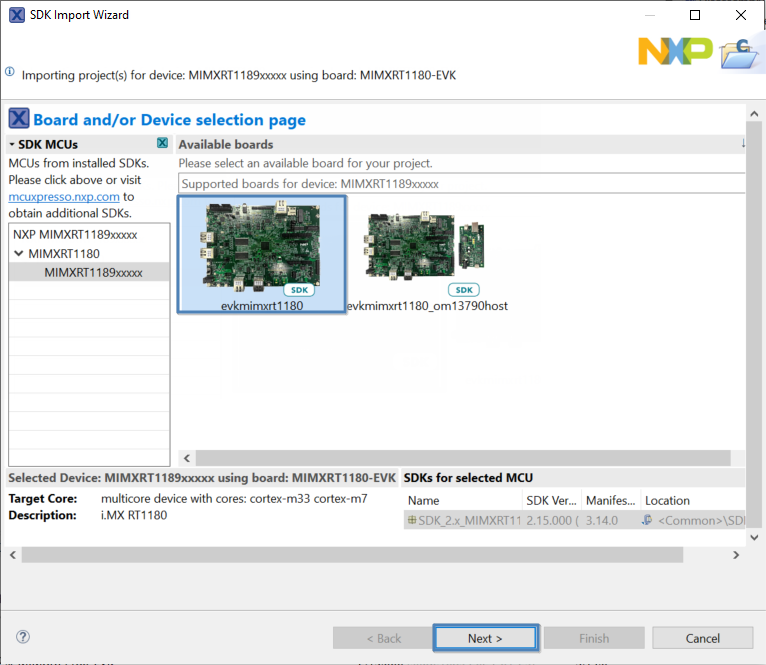 SDK Import Wizard
NXP
Importing project(s) for device: MIMXRT1189xxxxx using board: MIMXRT1180-EVK
Board and/or Device selection page
SDK MCUs
MCUs from installed SDKs.
Please click above or visit
mcuxpresso.nxp.com to
obtain additional SDKs.
NXP MIMXRT1189xxxxx
MIMXRT1180
MIMXRT1189xxxxx
Available boards
Please select an available board for your project.
Supported boards for device: MIMXRT1189xxxxx
SDK
evkmimxrt1180
SDK
evkmimxrt1180_om13790host
Selected Device: MIMXRT1189xxxxx using board: MIMXRT1180-EVK
Target Core: multicore device with cores: cortex-m33 cortex-m7
Description: i.MX RT1180
SDKs for selected MCU
Name SDK Ver... Manifes... Location
SDK_2.x_MIMXRT11 2.15.000 ( 3.14.0 <Common>\SDI
< Back Next > Finish Cancel